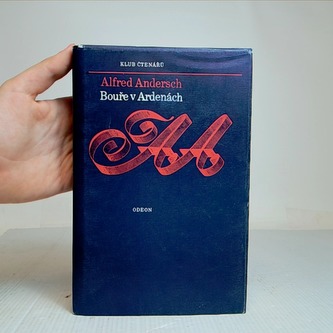 KLUB ČTENÁŘŮ
Alfred Andersch
Bouře v Ardenách
AA
ODEON